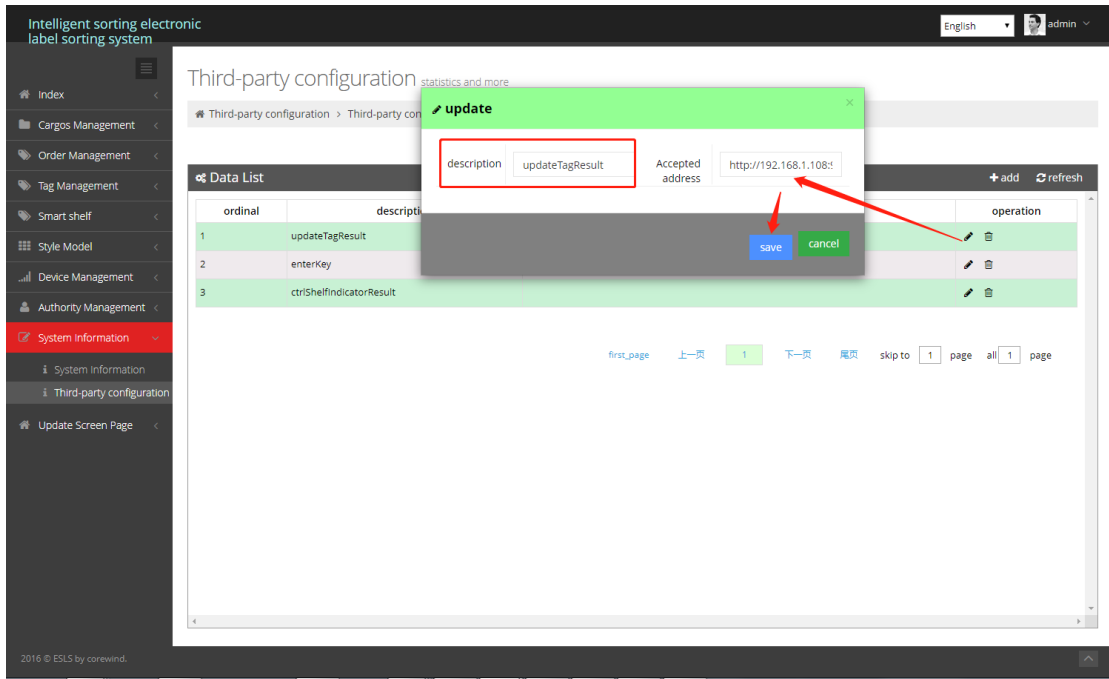 Intelligent sorting electronic
label sorting system
English
admin
Index
Cargos Management
Order Management
Tag Management
Smart shelf
Style Model
Device Management
Authority Management
System Information
System Information
Third-party configuration
Update Screen Page
2016 © ESLS by corewind.
Third-party configuration statistics and more
Third-party configuration > Third-party con
update
×
description
updateTagResult
Accepted
address
http://192.168.1.108:
save
cancel
Data List
add
refresh
ordinal
descripti
operation
1
updateTagResult
2
enterKey
3
ctrlShelfIndicatorResult
first_page
上一页
1
下一页
尾页
skip to 1 page
all 1 page